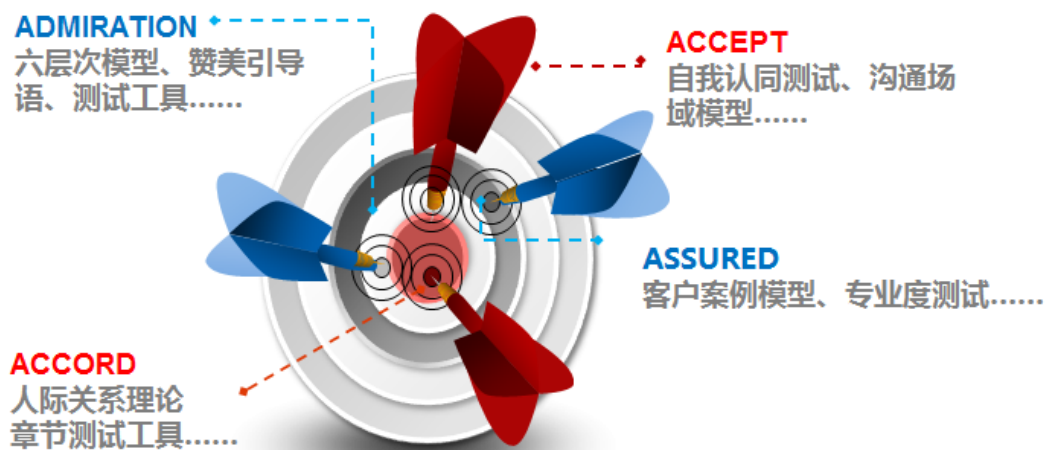 ADMIRATION
六层次模型、赞美引导
语、测试工具......
ACCEPT
自我认同测试、沟通场
域模型......
ASSURED
客户案例模型、专业度测试......
ACCORD
人际关系理论
章节测试工具......